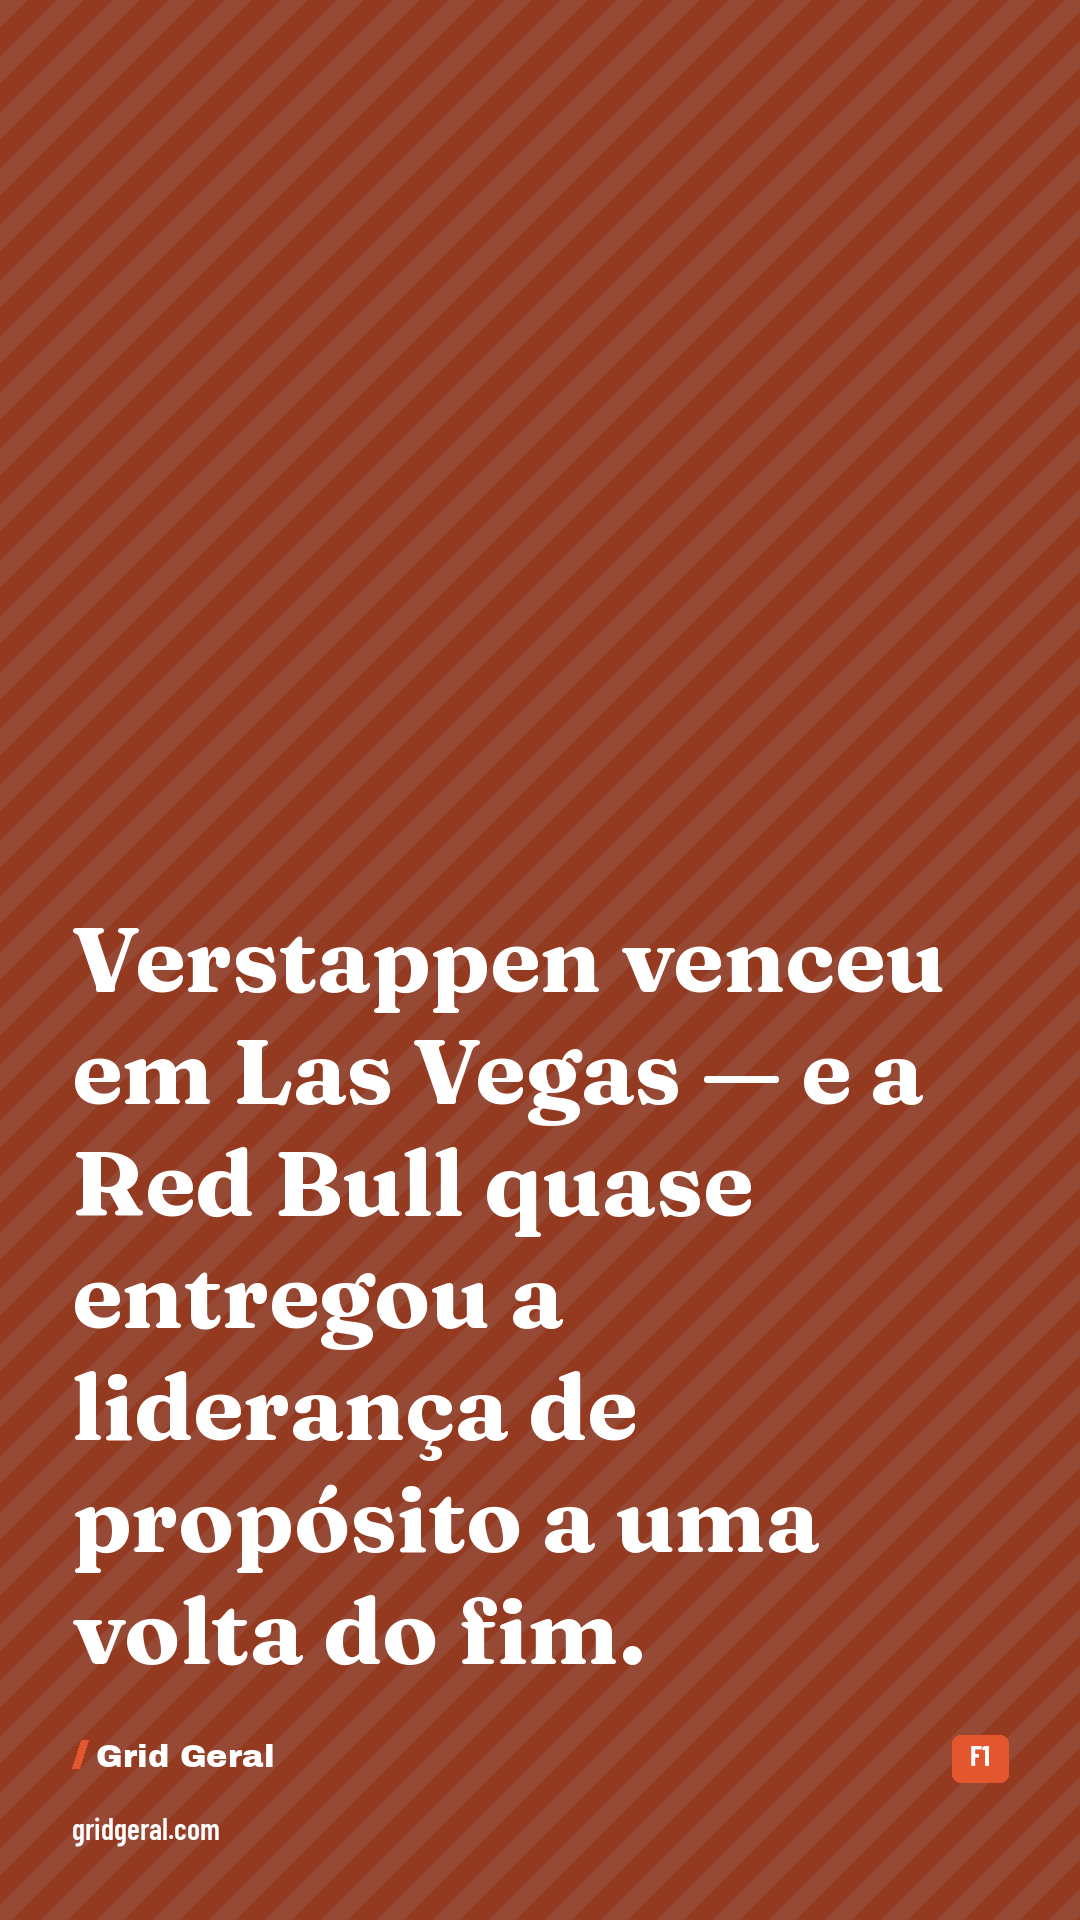 Verstappen venceu
em Las Vegas — e a
Red Bull quase
entregou a
liderança de
propósito a uma
volta do fim.
/ Grid Geral
F1
gridgeral.com